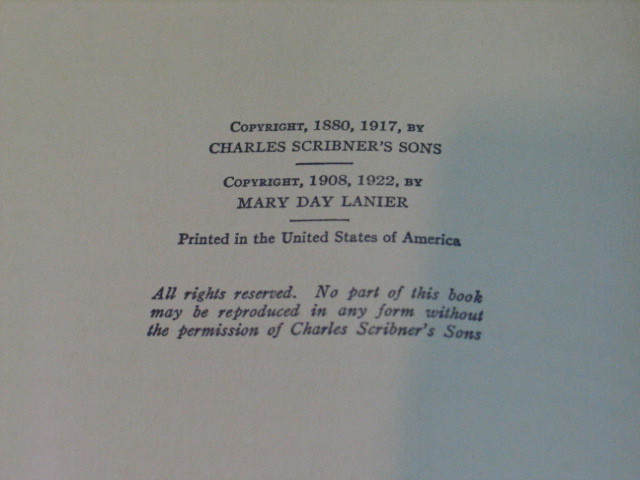 COPYRIGHT, 1880, 1917, BY
CHARLES SCRIBNER'S SONS
COPYRIGHT, 1908, 1922, BY
MARY DAY LANIER
Printed in the United States of America
All rights reserved. No part of this book
may be reproduced in any form without
the permission of Charles Scribner's Sons